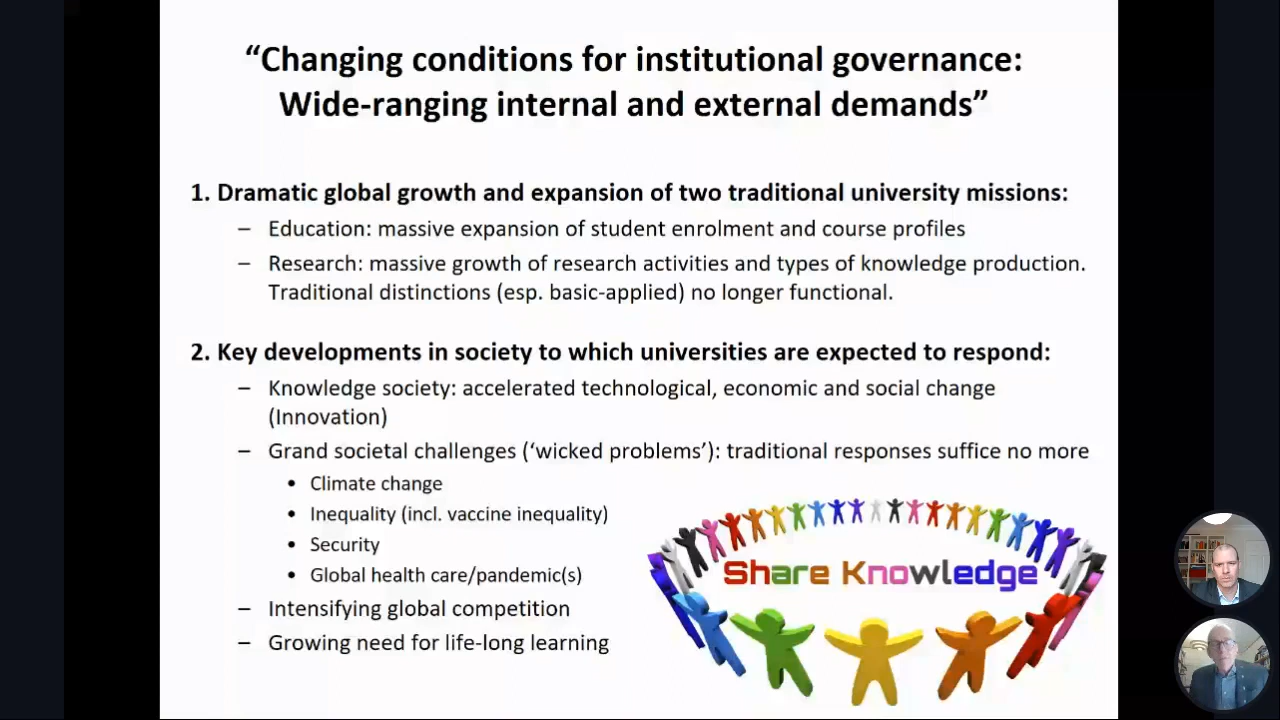 “Changing conditions for institutional governance:
Wide-ranging internal and external demands”
1. Dramatic global growth and expansion of two traditional university missions:
– Education: massive expansion of student enrolment and course profiles
– Research: massive growth of research activities and types of knowledge production.
Traditional distinctions (esp. basic-applied) no longer functional.
2. Key developments in society to which universities are expected to respond:
– Knowledge society: accelerated technological, economic and social change
(Innovation)
– Grand societal challenges (‘wicked problems’): traditional responses suffice no more
• Climate change
• Inequality (incl. vaccine inequality)
• Security
• Global health care/pandemic(s)
– Intensifying global competition
– Growing need for life-long learning
Share Knowledge